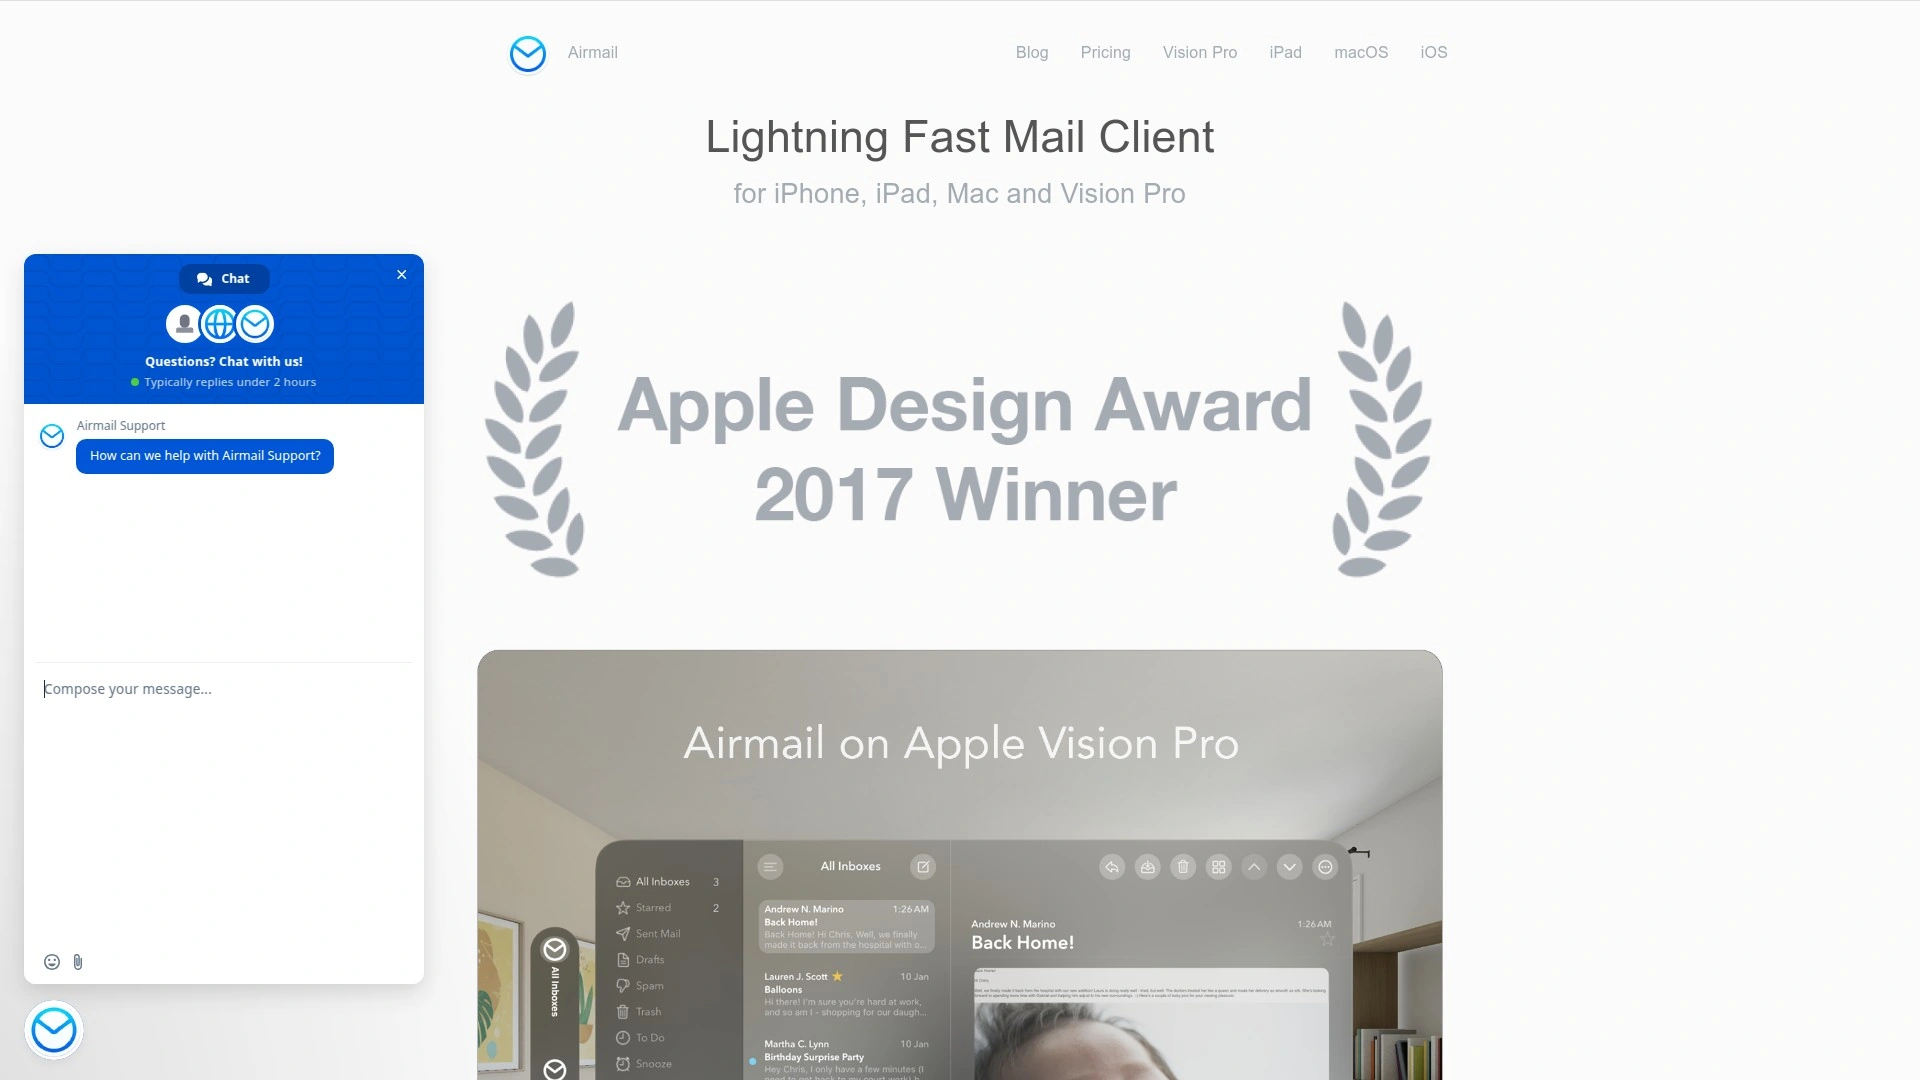 Airmail
Blog
Pricing
Vision Pro
iPad
macOS
iOS
Lightning Fast Mail Client
for iPhone, iPad, Mac and Vision Pro
Apple Design Award
2017 Winner
Chat
Questions? Chat with us!
Typically replies under 2 hours
Airmail Support
How can we help with Airmail Support?
Compose your message...
Airmail on Apple Vision Pro
All Inboxes
All Inboxes 3
Starred 2
Sent Mail
Drafts
Spam
Trash
To Do
Snooze
All Inboxes
Andrew N. Marino 1:26 AM
Back Home!
Back Home! Hi Chris, Well, we finally
made it back from the hospital with o...
Lauren J. Scott 10 Jan
Balloons
Hi there! I'm sure you're hard at work,
and so am I - shopping for our daugh...
Martha C. Lynn 10 Jan
Birthday Surprise Party
Hey Chris, I only have a few minutes (I
Andrew N. Marino 1:26 AM
Back Home!